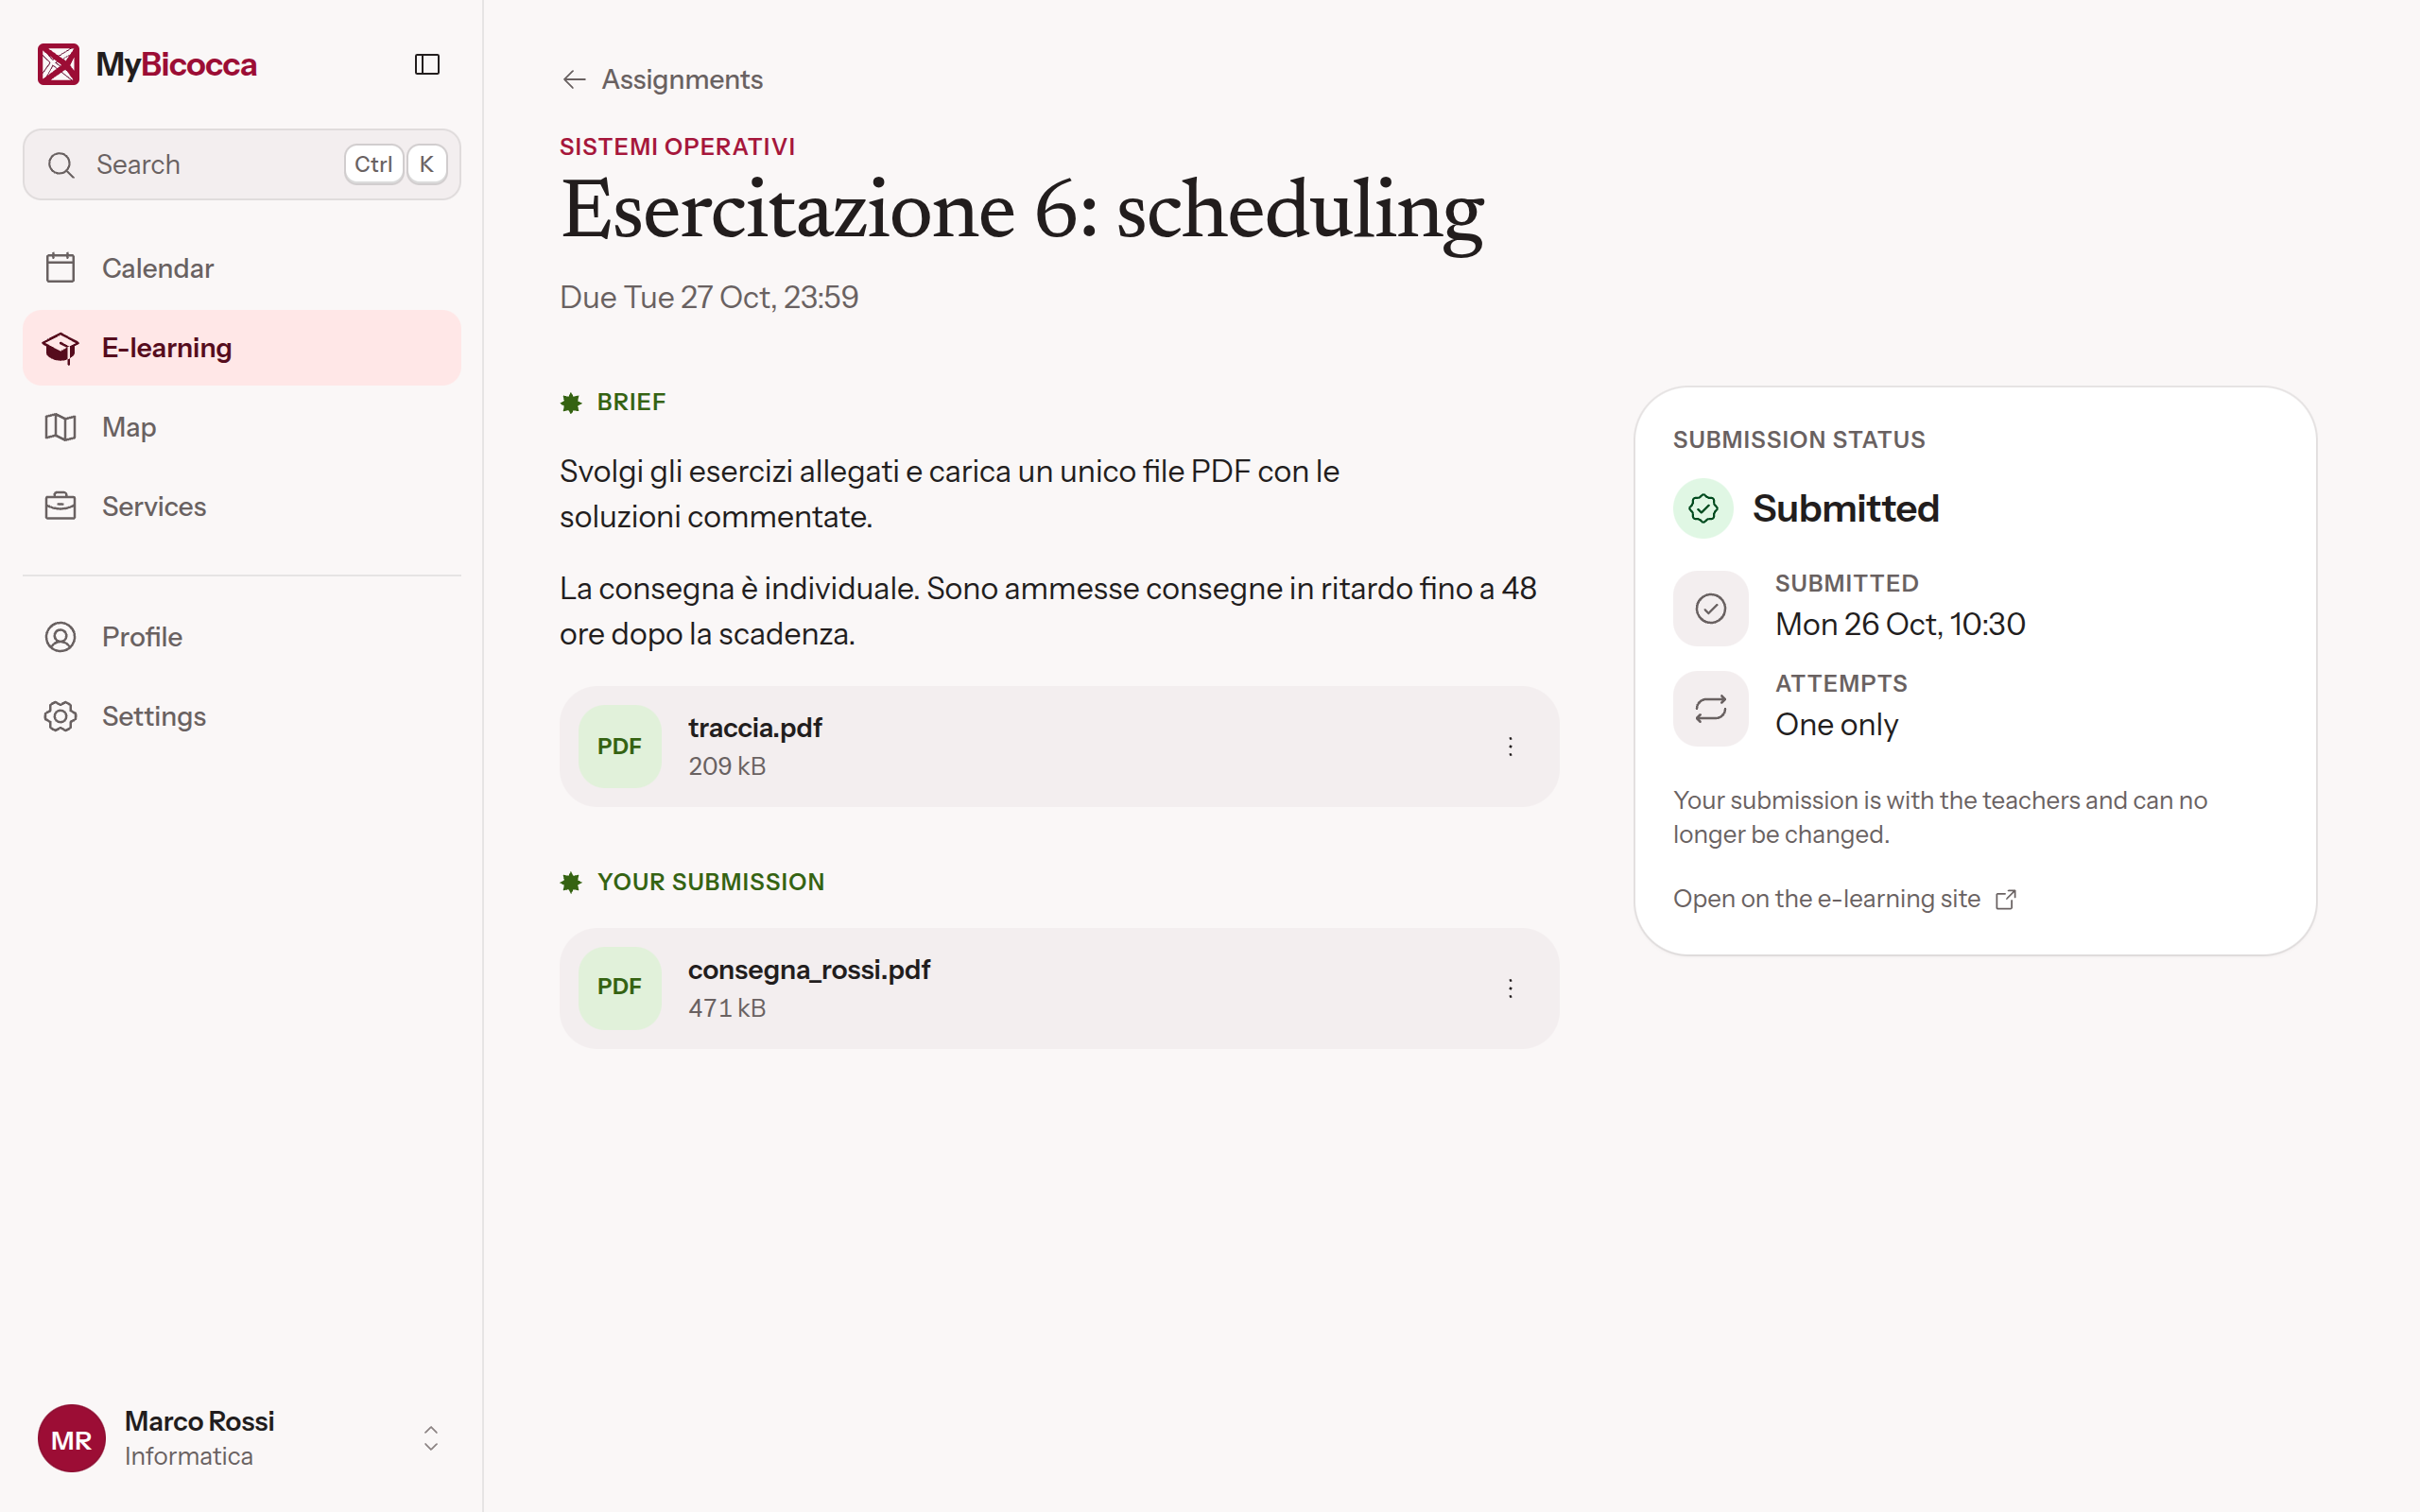 MyBicocca
Search
Ctrl K
Calendar
E-learning
Map
Services
Profile
Settings
Marco Rossi
Informatica
MR
Assignments
SISTEMI OPERATIVI
Esercitazione 6: scheduling
Due Tue 27 Oct, 23:59
BRIEF
Svolgi gli esercizi allegati e carica un unico file PDF con le
soluzioni commentate.
La consegna è individuale. Sono ammesse consegne in ritardo fino a 48
ore dopo la scadenza.
PDF
traccia.pdf
209 kB
YOUR SUBMISSION
PDF
consegna_rossi.pdf
471 kB
SUBMISSION STATUS
Submitted
SUBMITTED
Mon 26 Oct, 10:30
ATTEMPTS
One only
Your submission is with the teachers and can no
longer be changed.
Open on the e-learning site